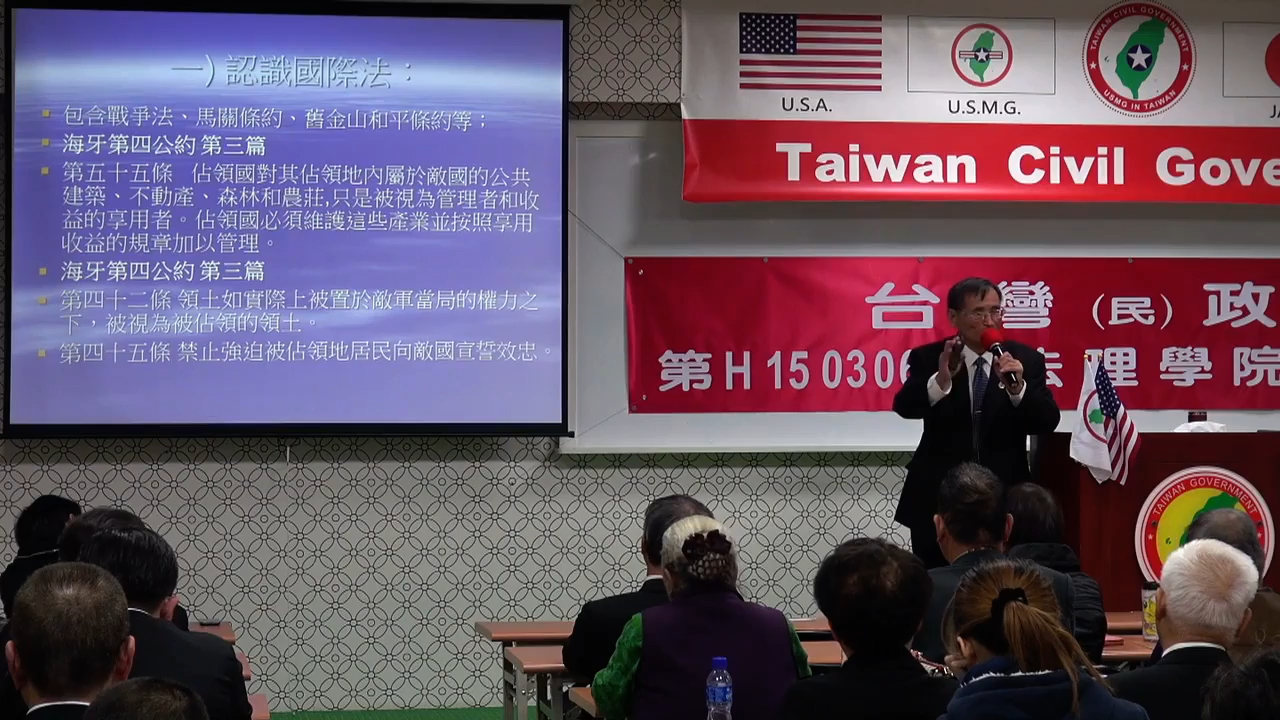 一) 認識國際法：
包含戰爭法、馬關條約、舊金山和平條約等；
海牙第四公約 第三篇
第五十五條 佔領國對其佔領地內屬於敵國的公共
建築、不動產、森林和農莊,只是被視為管理者和收
益的享用者。佔領國必須維護這些產業並按照享用
收益的規章加以管理。
海牙第四公約 第三篇
第四十二條 領土如實際上被置於敵軍當局的權力之
下，被視為被佔領的領土。
第四十五條 禁止強迫被佔領地居民向敵國宣誓效忠。
U.S.A.
U.S.M.G.
TAIWAN CIVIL GOVERNMENT
USMG IN TAIWAN
JA
Taiwan Civil Gove
台灣（民）政
第H 15 0306 法理學院
TAIWAN GOVERNMENT